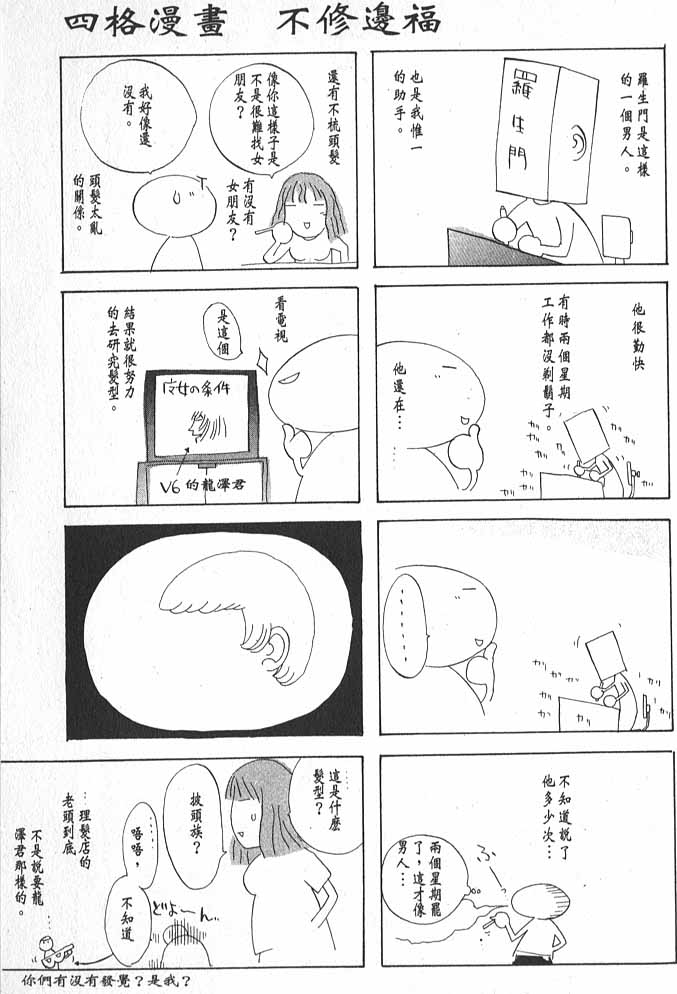 四格漫畫　不修邊福
羅生門是這樣
的一個男人。
羅生門
也是我惟一
的助手。
他很勤快
有時兩個星期
工作都沒剃鬍子。
他還在……
カリ
カリ
カリ
カリ
カリ
…………
カリ
カリ
カリ
カリ
カリ
不知道說了
他多少次…
兩個星期罷
了，這才像
男人…
ふぅ
還有不梳頭髮
像你這樣子是
不是很難找女
朋友？
有沒有
女朋友？
我好像還
沒有。
頭髮太亂
的關係。
看電視
是這個
魔女の条件
V6的龍澤君
結果就很努力
的去研究髮型。
……
這是什麼
髮型？
披頭族？
……
唔唔，
不知道
どよ～ん
…理髮店的
老頭到底
不是說要龍
澤君那樣的。
你們有沒有發覺？是我？